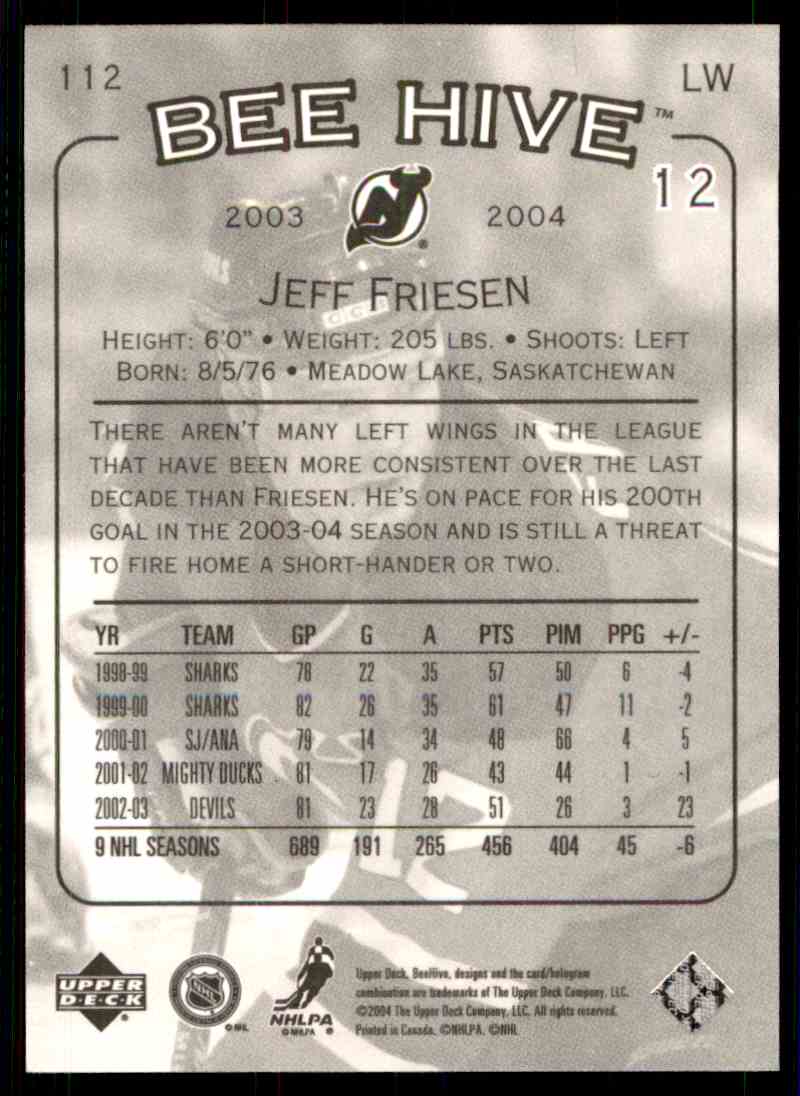 112 LW
BEE HIVE™
12
2003 2004
JEFF FRIESEN
HEIGHT: 6'0" • WEIGHT: 205 LBS. • SHOOTS: LEFT
BORN: 8/5/76 • MEADOW LAKE, SASKATCHEWAN
THERE AREN'T MANY LEFT WINGS IN THE LEAGUE
THAT HAVE BEEN MORE CONSISTENT OVER THE LAST
DECADE THAN FRIESEN. HE'S ON PACE FOR HIS 200TH
GOAL IN THE 2003-04 SEASON AND IS STILL A THREAT
TO FIRE HOME A SHORT-HANDER OR TWO.
YR TEAM GP G A PTS PIM PPG +/-
1998-99 SHARKS 78 22 35 57 50 6 -4
1999-00 SHARKS 82 26 35 61 47 11 -2
2000-01 SJ/ANA 79 14 34 48 66 4 5
2001-02 MIGHTY DUCKS 81 17 26 43 44 1 -1
2002-03 DEVILS 81 23 28 51 26 3 23
9 NHL SEASONS 689 191 265 456 404 45 -6
UPPER
DECK®
NHL
©NHL
NHLPA
©NHLPA ®
Upper Deck, BeeHive, designs and the card/hologram
combination are trademarks of The Upper Deck Company, LLC.
©2004 The Upper Deck Company, LLC. All rights reserved.
Printed in Canada. ©NHLPA. ©NHL